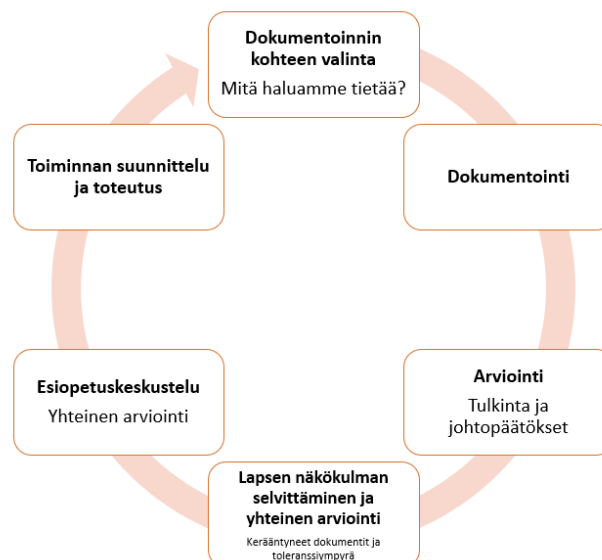 Dokumentoinnin
kohteen valinta
Mitä haluamme tietää?
Dokumentointi
Arviointi
Tulkinta ja
johtopäätökset
Lapsen näkökulman
selvittäminen ja
yhteinen arviointi
Kerääntyneet dokumentit ja
toleranssiympyrä
Esiopetuskeskustelu
Yhteinen arviointi
Toiminnan suunnittelu
ja toteutus